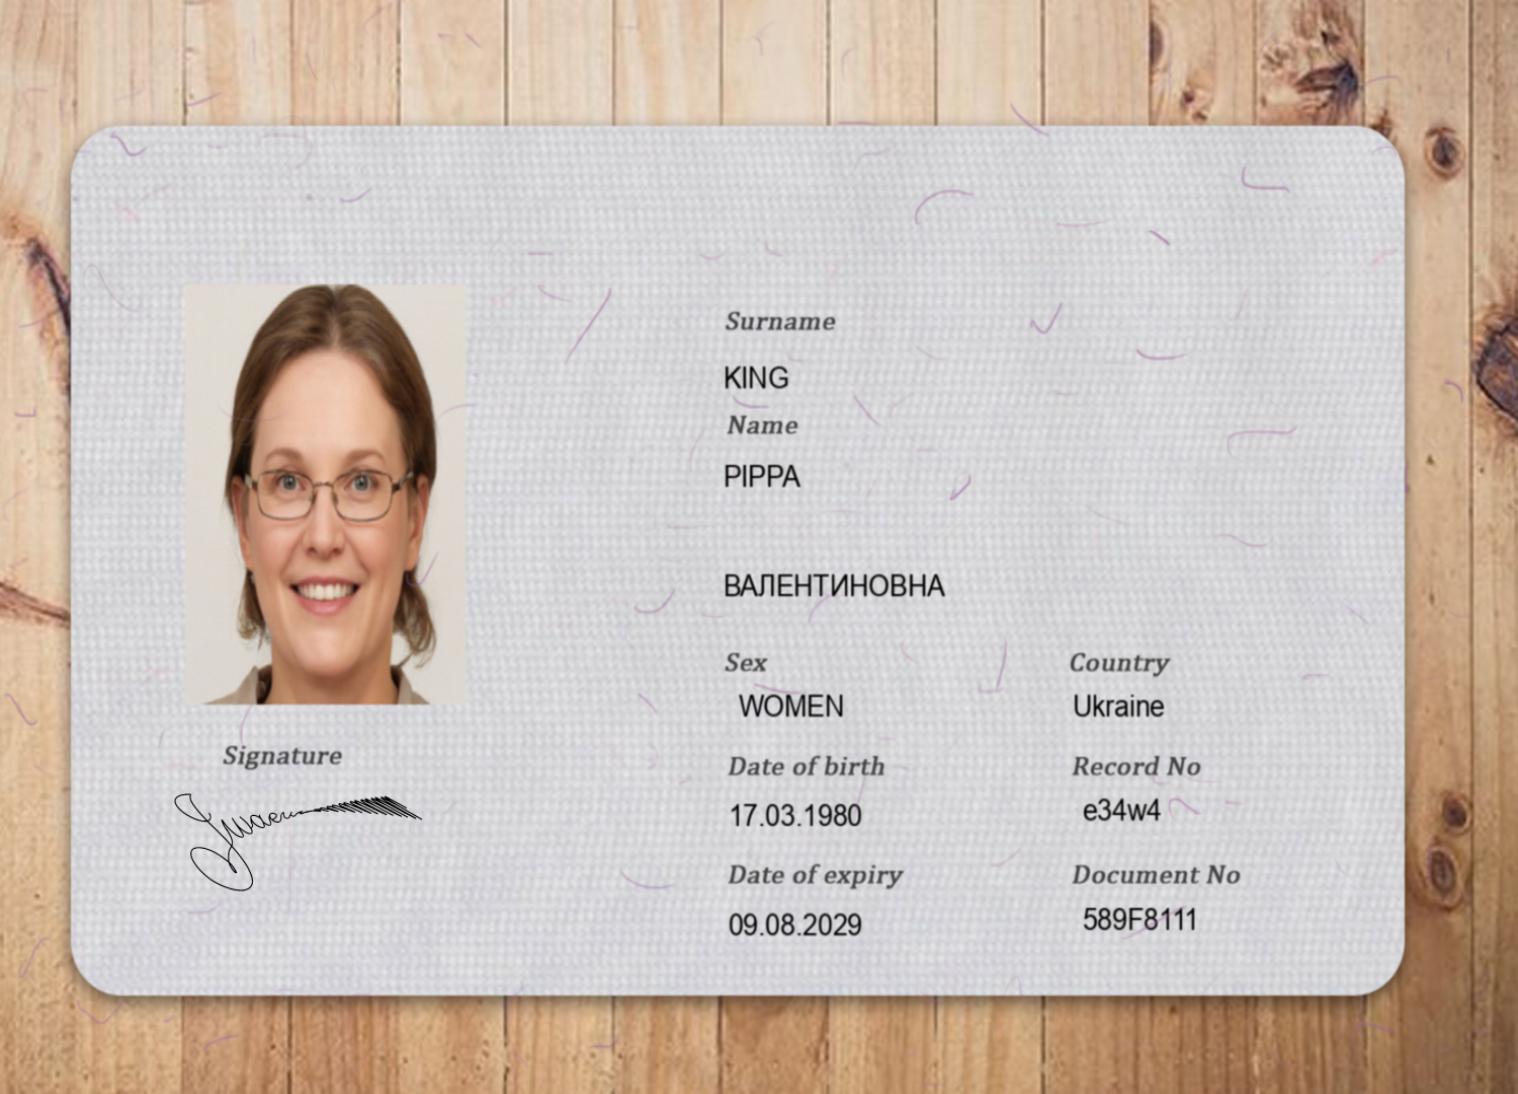 Surname
KING
Name
PIPPA
ВАЛЕНТИНОВНА
Sex
Country
WOMEN
Ukraine
Date of birth
Record No
17.03.1980
e34w4
Date of expiry
Document No
09.08.2029
589F8111
Signature